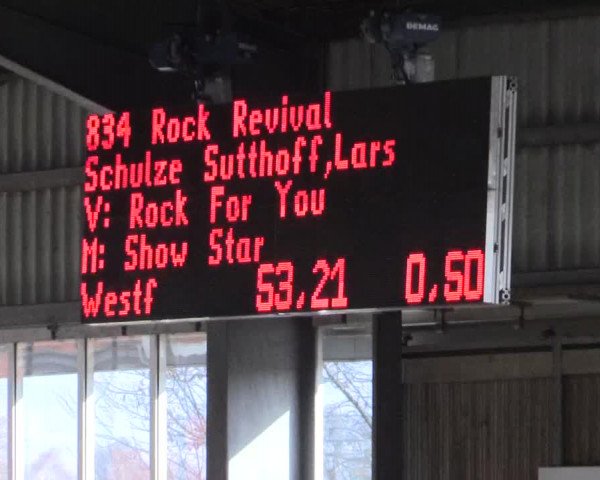 DEMAG
834 Rock Revival
Schulze Sutthoff,Lars
V: Rock For You
M: Show Star
Westf 53,21 0,50